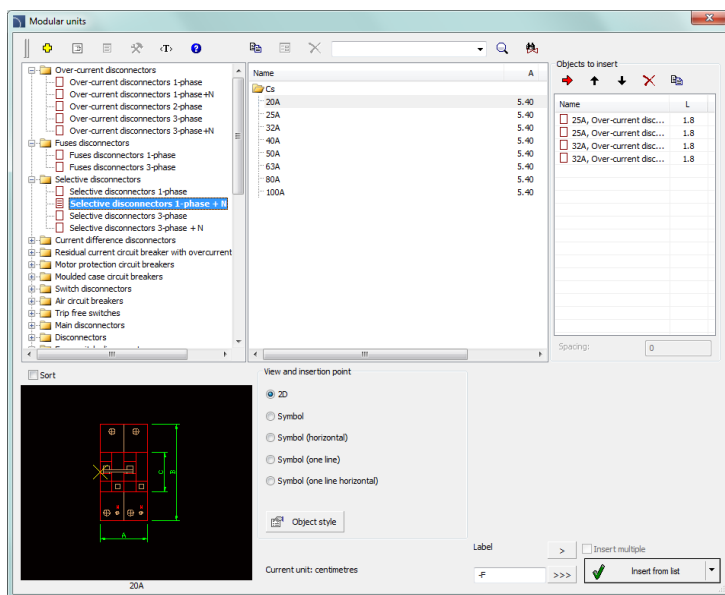 Modular units
‹T›
Over-current disconnectors
Over-current disconnectors 1-phase
Over-current disconnectors 1-phase+N
Over-current disconnectors 2-phase
Over-current disconnectors 3-phase
Over-current disconnectors 3-phase+N
Fuses disconnectors
Fuses disconnectors 1-phase
Fuses disconnectors 3-phase
Selective disconnectors
Selective disconnectors 1-phase
Selective disconnectors 1-phase + N
Selective disconnectors 3-phase
Selective disconnectors 3-phase + N
Current difference disconnectors
Residual current circuit breaker with overcurrent
Motor protection circuit breakers
Moulded case circuit breakers
Switch disconnectors
Air circuit breakers
Trip free switches
Main disconnectors
Disconnectors
Name A
Cs
20A 5.40
25A 5.40
32A 5.40
40A 5.40
50A 5.40
63A 5.40
80A 5.40
100A 5.40
Objects to insert
Name L
25A, Over-current disc... 1.8
25A, Over-current disc... 1.8
32A, Over-current disc... 1.8
32A, Over-current disc... 1.8
Spacing: 0
Sort
C B
A
20A
View and insertion point
2D
Symbol
Symbol (horizontal)
Symbol (one line)
Symbol (one line horizontal)
Object style
Current unit: centimetres
Label
-F
>
>>>
Insert multiple
Insert from list